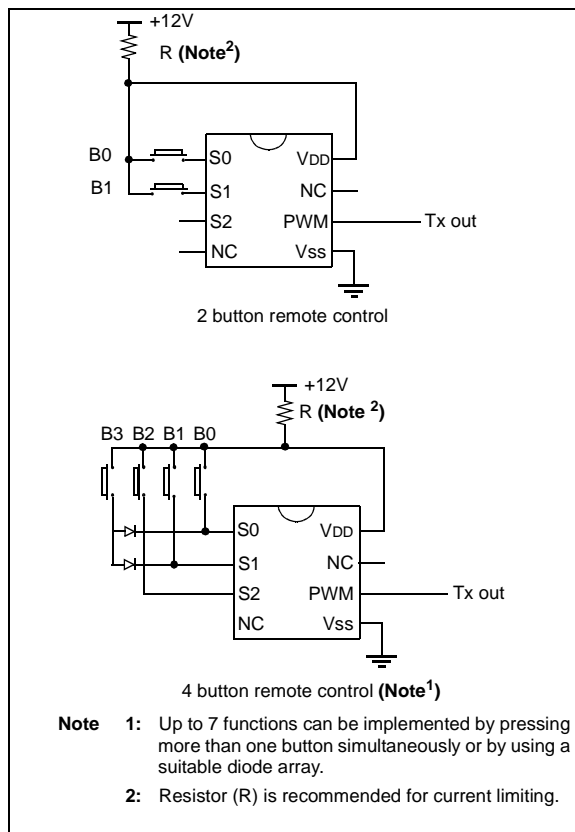 +12V
R (Note2)
B0
B1
S0
S1
S2
NC
VDD
NC
PWM
Vss
Tx out
2 button remote control
+12V
R (Note 2)
B3 B2 B1 B0
S0
S1
S2
NC
VDD
NC
PWM
Vss
Tx out
4 button remote control (Note1)
Note 1: Up to 7 functions can be implemented by pressing
more than one button simultaneously or by using a
suitable diode array.
2: Resistor (R) is recommended for current limiting.